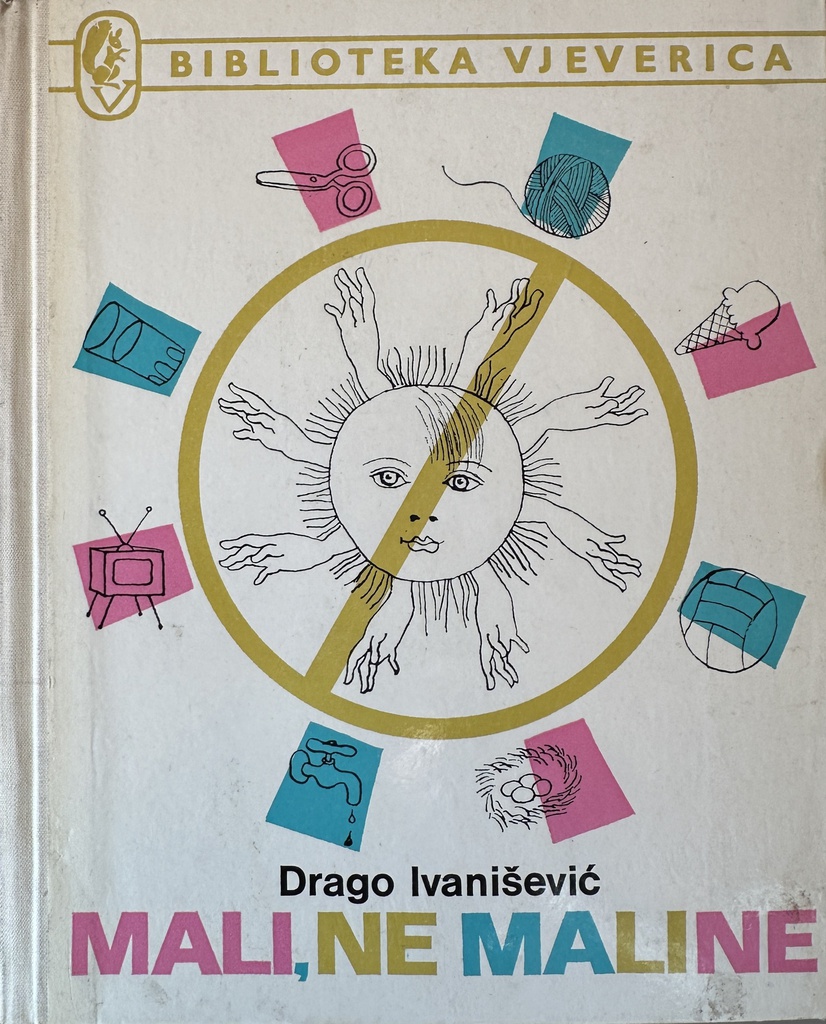 V
BIBLIOTEKA VJEVERICA
Drago Ivanišević
MALI, NE MALINE